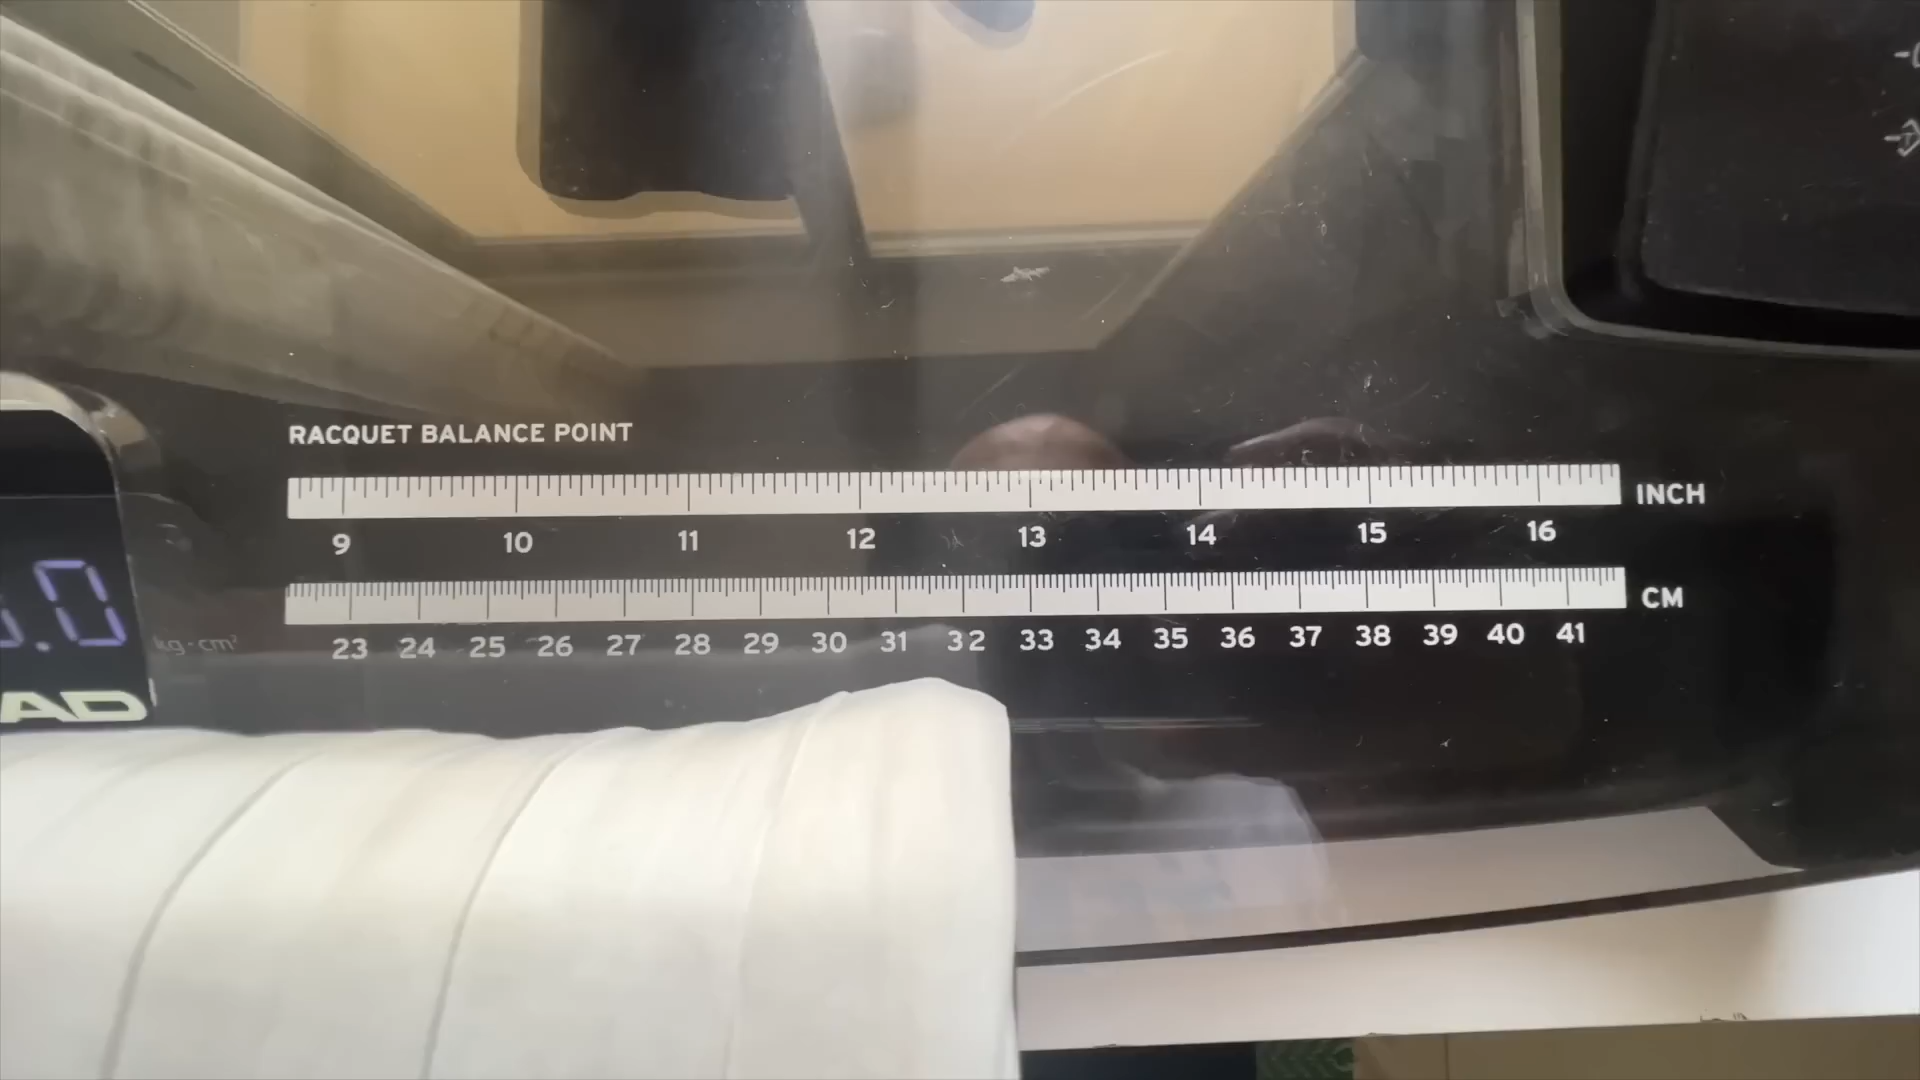 RACQUET BALANCE POINT
INCH
9 10 11 12 13 14 15 16
CM
23 24 25 26 27 28 29 30 31 32 33 34 35 36 37 38 39 40 41
.0
kg·cm²
AD